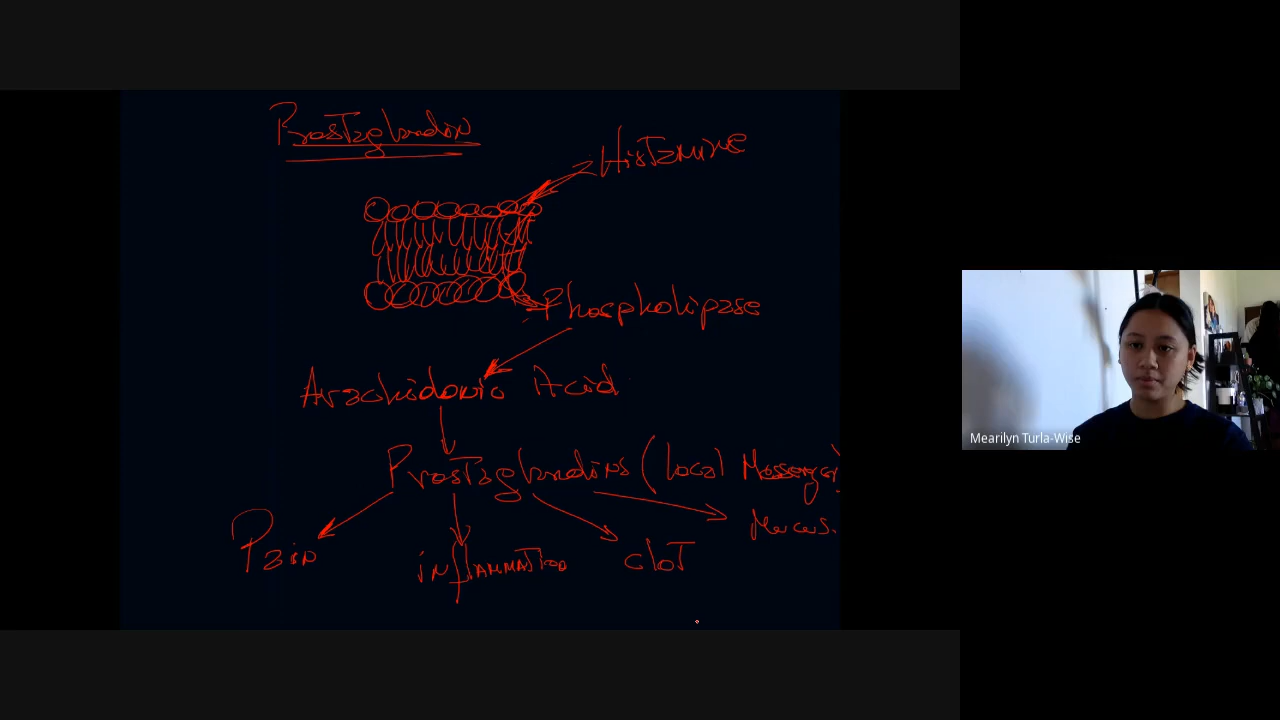 Prostaglandin
Histamine
Phospholipase
Arachidonic Acid
Prostaglandins (local Messenger)
Mucus.
Pain
inflammation
cloT
Mearilyn Turla-Wise